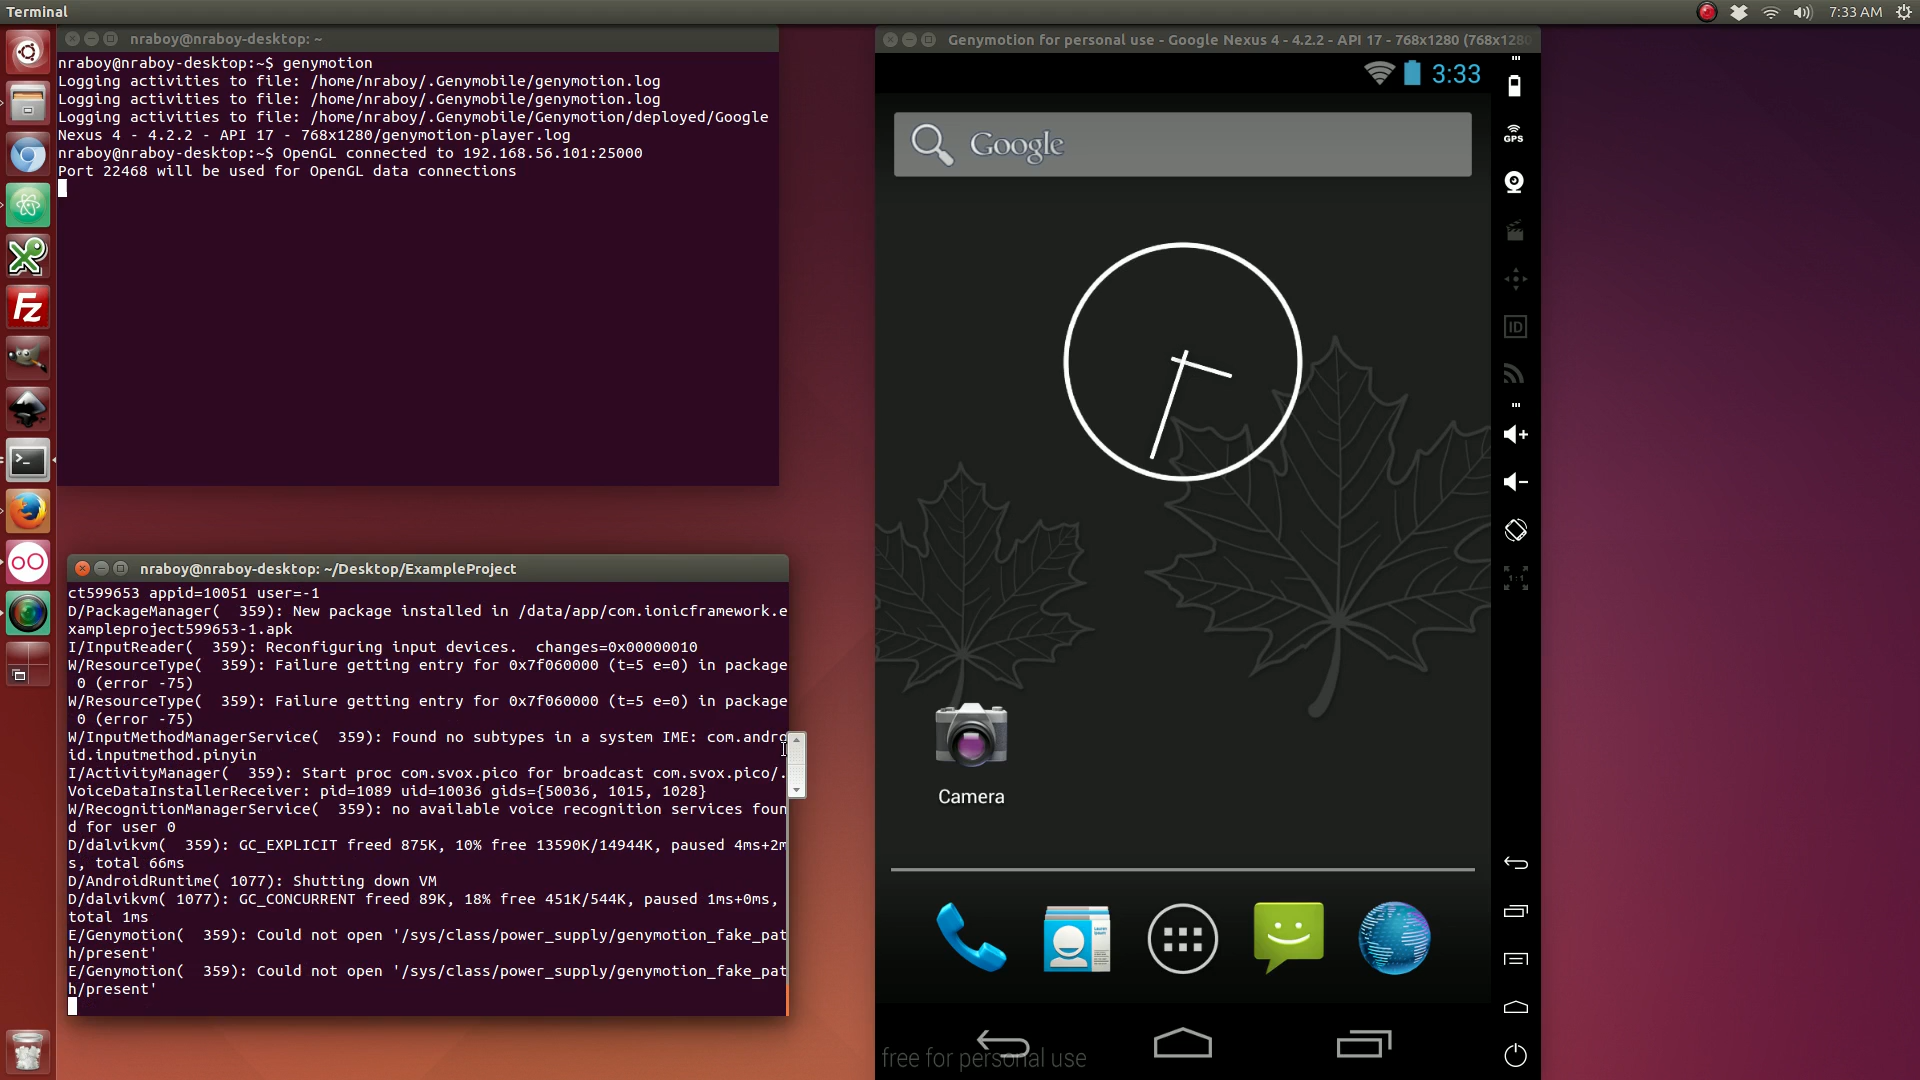 Terminal
7:33 AM
nraboy@nraboy-desktop: ~
nraboy@nraboy-desktop:~$ genymotion
Logging activities to file: /home/nraboy/.Genymobile/genymotion.log
Logging activities to file: /home/nraboy/.Genymobile/genymotion.log
Logging activities to file: /home/nraboy/.Genymobile/Genymotion/deployed/Google
Nexus 4 - 4.2.2 - API 17 - 768x1280/genymotion-player.log
nraboy@nraboy-desktop:~$ OpenGL connected to 192.168.56.101:25000
Port 22468 will be used for OpenGL data connections
nraboy@nraboy-desktop: ~/Desktop/ExampleProject
ct599653 appid=10051 user=-1
D/PackageManager(  359): New package installed in /data/app/com.ionicframework.e
xampleproject599653-1.apk
I/InputReader(  359): Reconfiguring input devices.  changes=0x00000010
W/ResourceType(  359): Failure getting entry for 0x7f060000 (t=5 e=0) in package
 0 (error -75)
W/ResourceType(  359): Failure getting entry for 0x7f060000 (t=5 e=0) in package
 0 (error -75)
W/InputMethodManagerService(  359): Found no subtypes in a system IME: com.andro
id.inputmethod.pinyin
I/ActivityManager(  359): Start proc com.svox.pico for broadcast com.svox.pico/.
VoiceDataInstallerReceiver: pid=1089 uid=10036 gids={50036, 1015, 1028}
W/RecognitionManagerService(  359): no available voice recognition services foun
d for user 0
D/dalvikvm(  359): GC_EXPLICIT freed 875K, 10% free 13590K/14944K, paused 4ms+2m
s, total 66ms
D/AndroidRuntime( 1077): Shutting down VM
D/dalvikvm( 1077): GC_CONCURRENT freed 89K, 18% free 451K/544K, paused 1ms+0ms,
total 1ms
E/Genymotion(  359): Could not open '/sys/class/power_supply/genymotion_fake_pat
h/present'
E/Genymotion(  359): Could not open '/sys/class/power_supply/genymotion_fake_pat
h/present'
Genymotion for personal use - Google Nexus 4 - 4.2.2 - API 17 - 768x1280 (768x1280
3:33
Google
Camera
free for personal use
GPS
ID
1:1